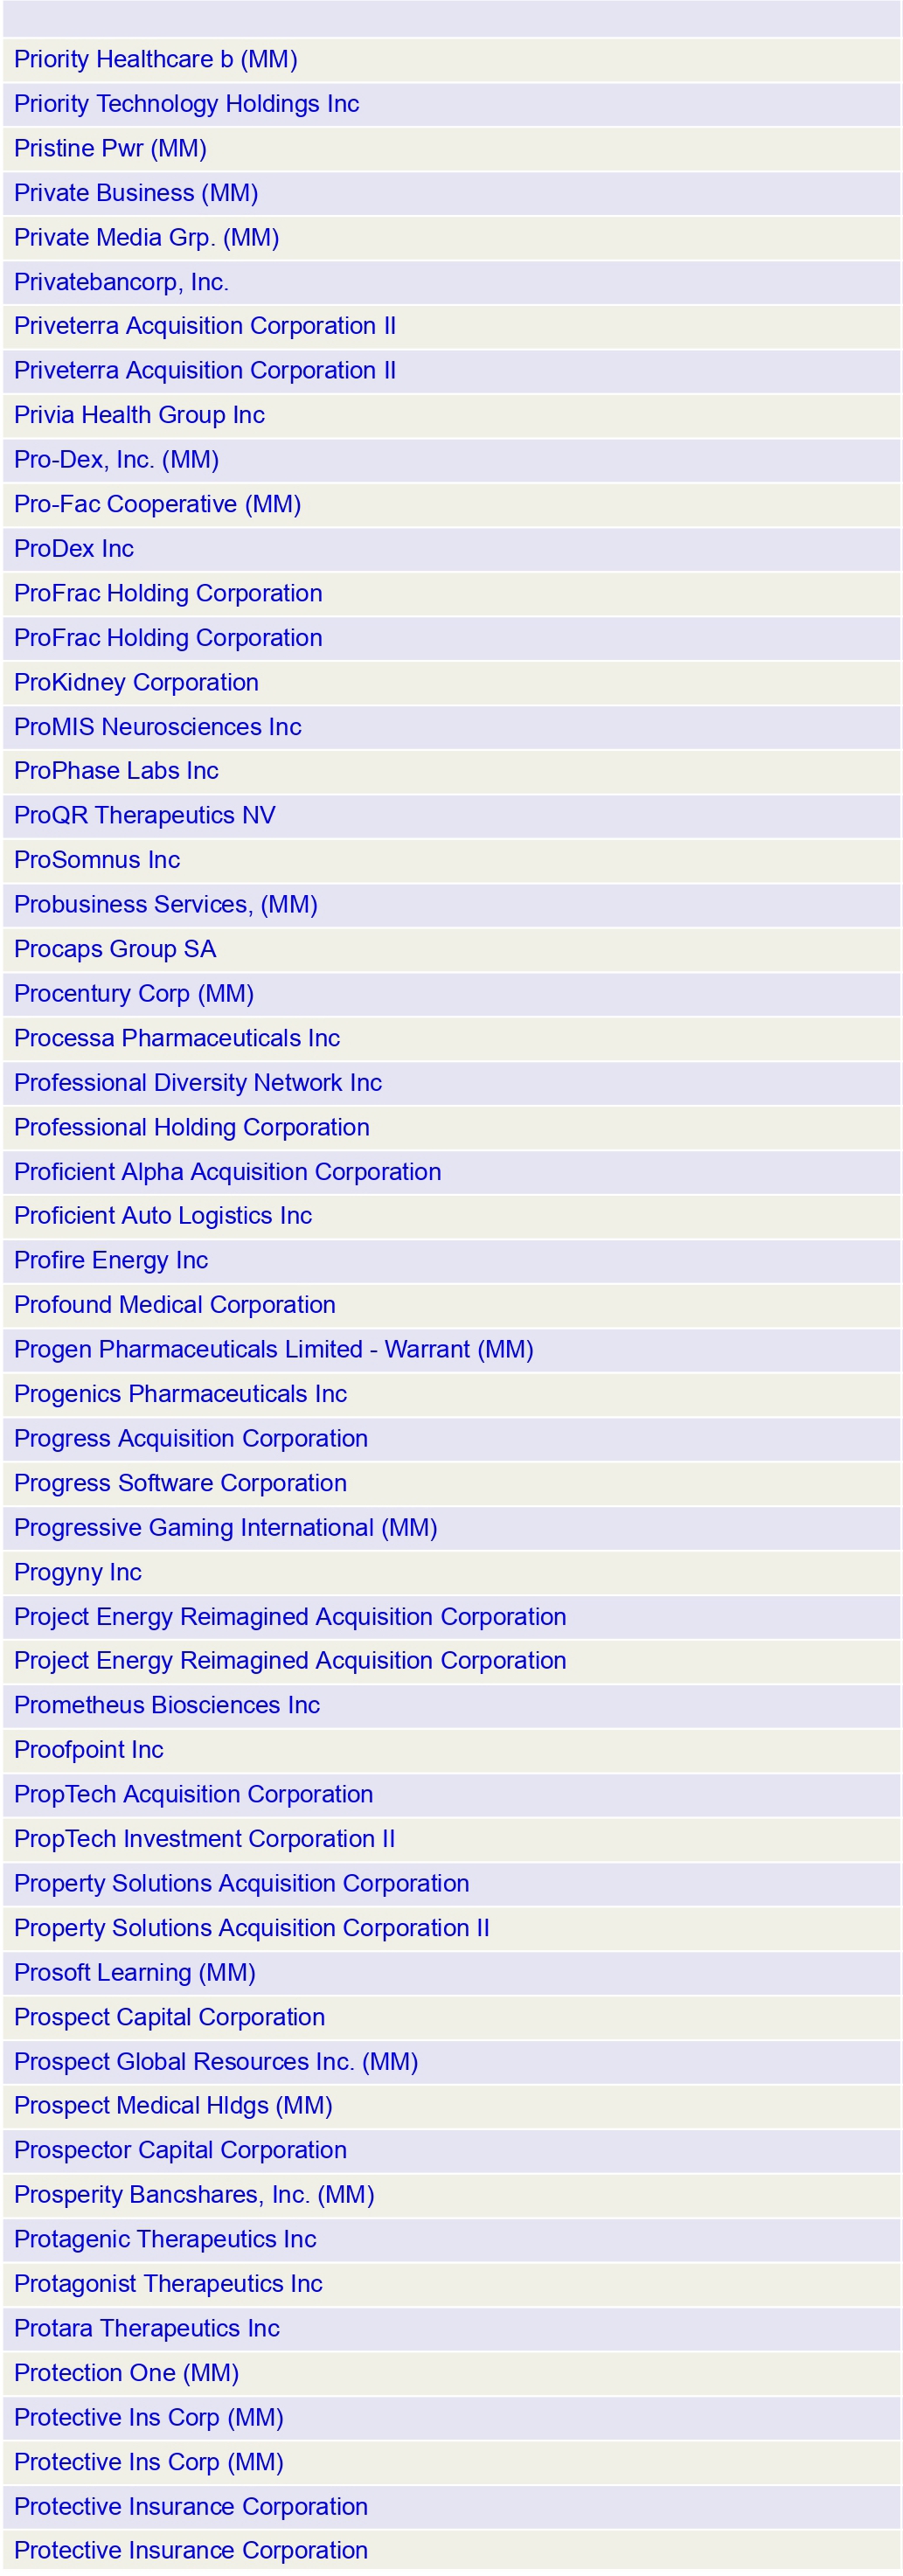 Priority Healthcare b (MM)
Priority Technology Holdings Inc
Pristine Pwr (MM)
Private Business (MM)
Private Media Grp. (MM)
Privatebancorp, Inc.
Priveterra Acquisition Corporation II
Priveterra Acquisition Corporation II
Privia Health Group Inc
Pro-Dex, Inc. (MM)
Pro-Fac Cooperative (MM)
ProDex Inc
ProFrac Holding Corporation
ProFrac Holding Corporation
ProKidney Corporation
ProMIS Neurosciences Inc
ProPhase Labs Inc
ProQR Therapeutics NV
ProSomnus Inc
Probusiness Services, (MM)
Procaps Group SA
Procentury Corp (MM)
Processa Pharmaceuticals Inc
Professional Diversity Network Inc
Professional Holding Corporation
Proficient Alpha Acquisition Corporation
Proficient Auto Logistics Inc
Profire Energy Inc
Profound Medical Corporation
Progen Pharmaceuticals Limited - Warrant (MM)
Progenics Pharmaceuticals Inc
Progress Acquisition Corporation
Progress Software Corporation
Progressive Gaming International (MM)
Progyny Inc
Project Energy Reimagined Acquisition Corporation
Project Energy Reimagined Acquisition Corporation
Prometheus Biosciences Inc
Proofpoint Inc
PropTech Acquisition Corporation
PropTech Investment Corporation II
Property Solutions Acquisition Corporation
Property Solutions Acquisition Corporation II
Prosoft Learning (MM)
Prospect Capital Corporation
Prospect Global Resources Inc. (MM)
Prospect Medical Hldgs (MM)
Prospector Capital Corporation
Prosperity Bancshares, Inc. (MM)
Protagenic Therapeutics Inc
Protagonist Therapeutics Inc
Protara Therapeutics Inc
Protection One (MM)
Protective Ins Corp (MM)
Protective Ins Corp (MM)
Protective Insurance Corporation
Protective Insurance Corporation